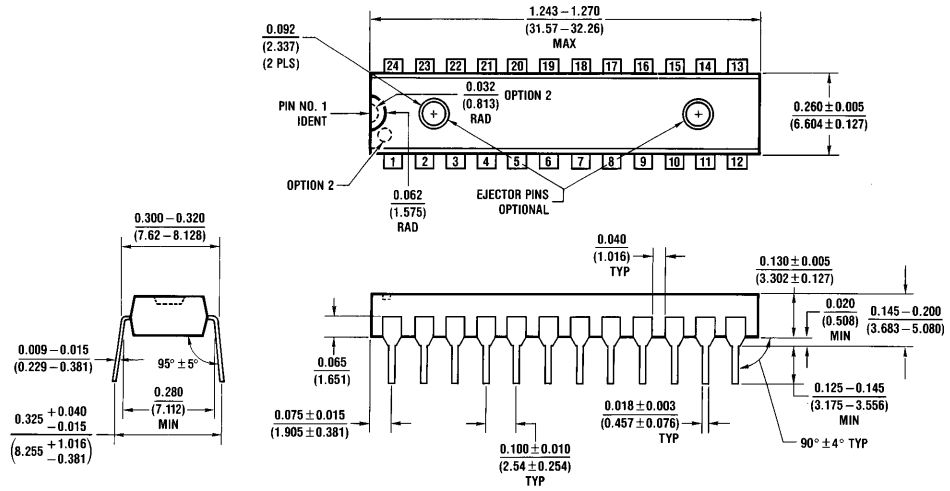 1.243–1.270
(31.57–32.26)
MAX
0.092
(2.337)
(2 PLS)
24 23 22 21 20 19 18 17 16 15 14 13
0.032
(0.813)
RAD
OPTION 2
PIN NO. 1
IDENT
0.260 ± 0.005
(6.604 ± 0.127)
1 2 3 4 5 6 7 8 9 10 11 12
OPTION 2
0.062
(1.575)
RAD
EJECTOR PINS
OPTIONAL
0.300 – 0.320
(7.62 – 8.128)
0.040
(1.016)
TYP
0.130 ± 0.005
(3.302 ± 0.127)
0.020
(0.508)
MIN
0.145 – 0.200
(3.683 – 5.080)
0.009 – 0.015
(0.229 – 0.381)
95° ± 5°
0.280
(7.112)
MIN
0.325 + 0.040
– 0.015
(8.255 + 1.016
– 0.381)
0.065
(1.651)
0.075 ± 0.015
(1.905 ± 0.381)
0.100 ± 0.010
(2.54 ± 0.254)
TYP
0.018 ± 0.003
(0.457 ± 0.076)
TYP
0.125 – 0.145
(3.175 – 3.556)
MIN
90° ± 4° TYP